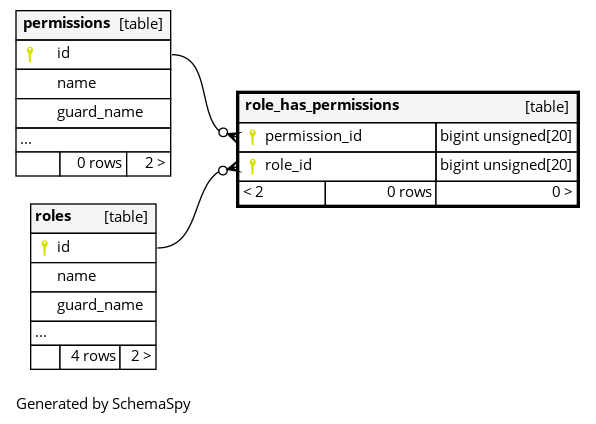 permissions [table]
id
name
guard_name
...
0 rows 2 >
role_has_permissions [table]
permission_id bigint unsigned[20]
role_id bigint unsigned[20]
< 2 0 rows 0 >
roles [table]
id
name
guard_name
...
4 rows 2 >
Generated by SchemaSpy